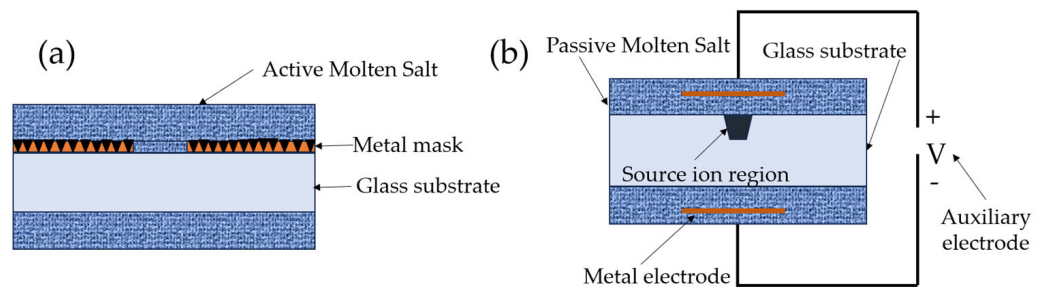 (a)
Active Molten Salt
Metal mask
Glass substrate
(b)
Passive Molten Salt
Glass substrate
Source ion region
+
V
-
Auxiliary
electrode
Metal electrode